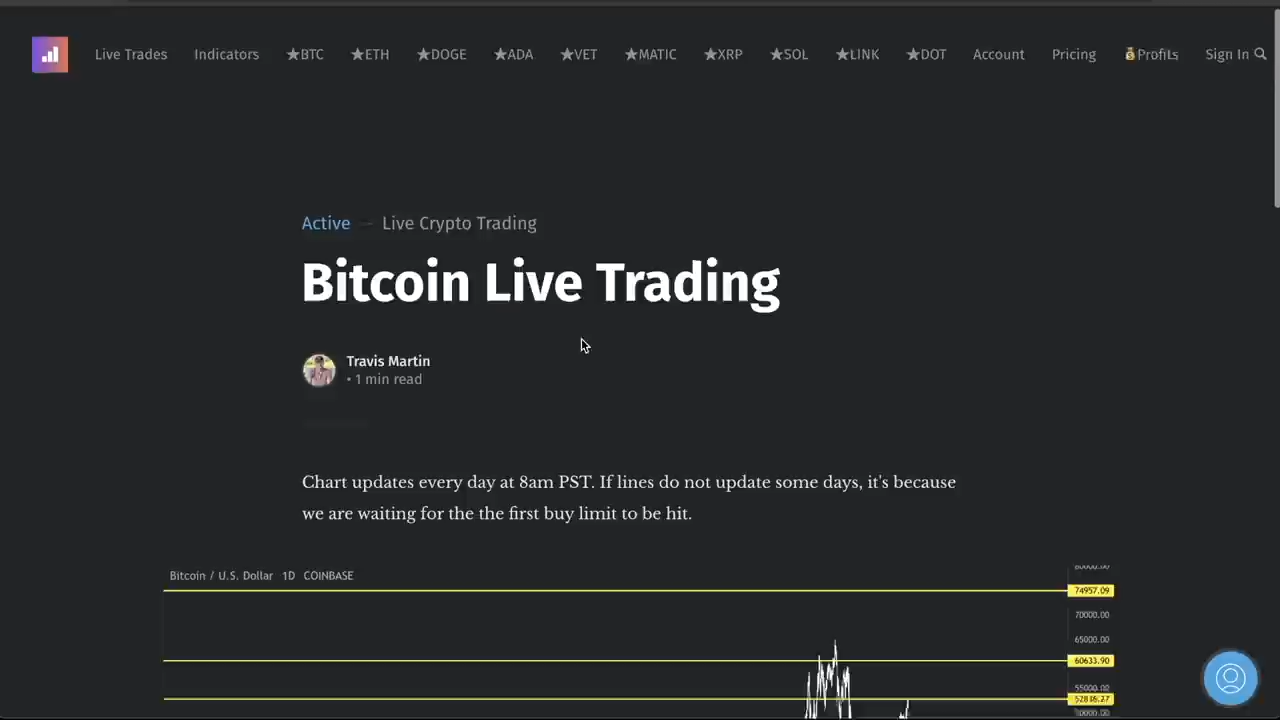 Live Trades Indicators ★BTC ★ETH ★DOGE ★ADA ★VET ★MATIC ★XRP ★SOL ★LINK ★DOT Account Pricing 💰Profits Sign In
Active — Live Crypto Trading
Bitcoin Live Trading
Travis Martin
• 1 min read
Chart updates every day at 8am PST. If lines do not update some days, it's because
we are waiting for the the first buy limit to be hit.
Bitcoin / U.S. Dollar 1D COINBASE
80000.00
74957.09
70000.00
65000.00
60633.90
55000.00